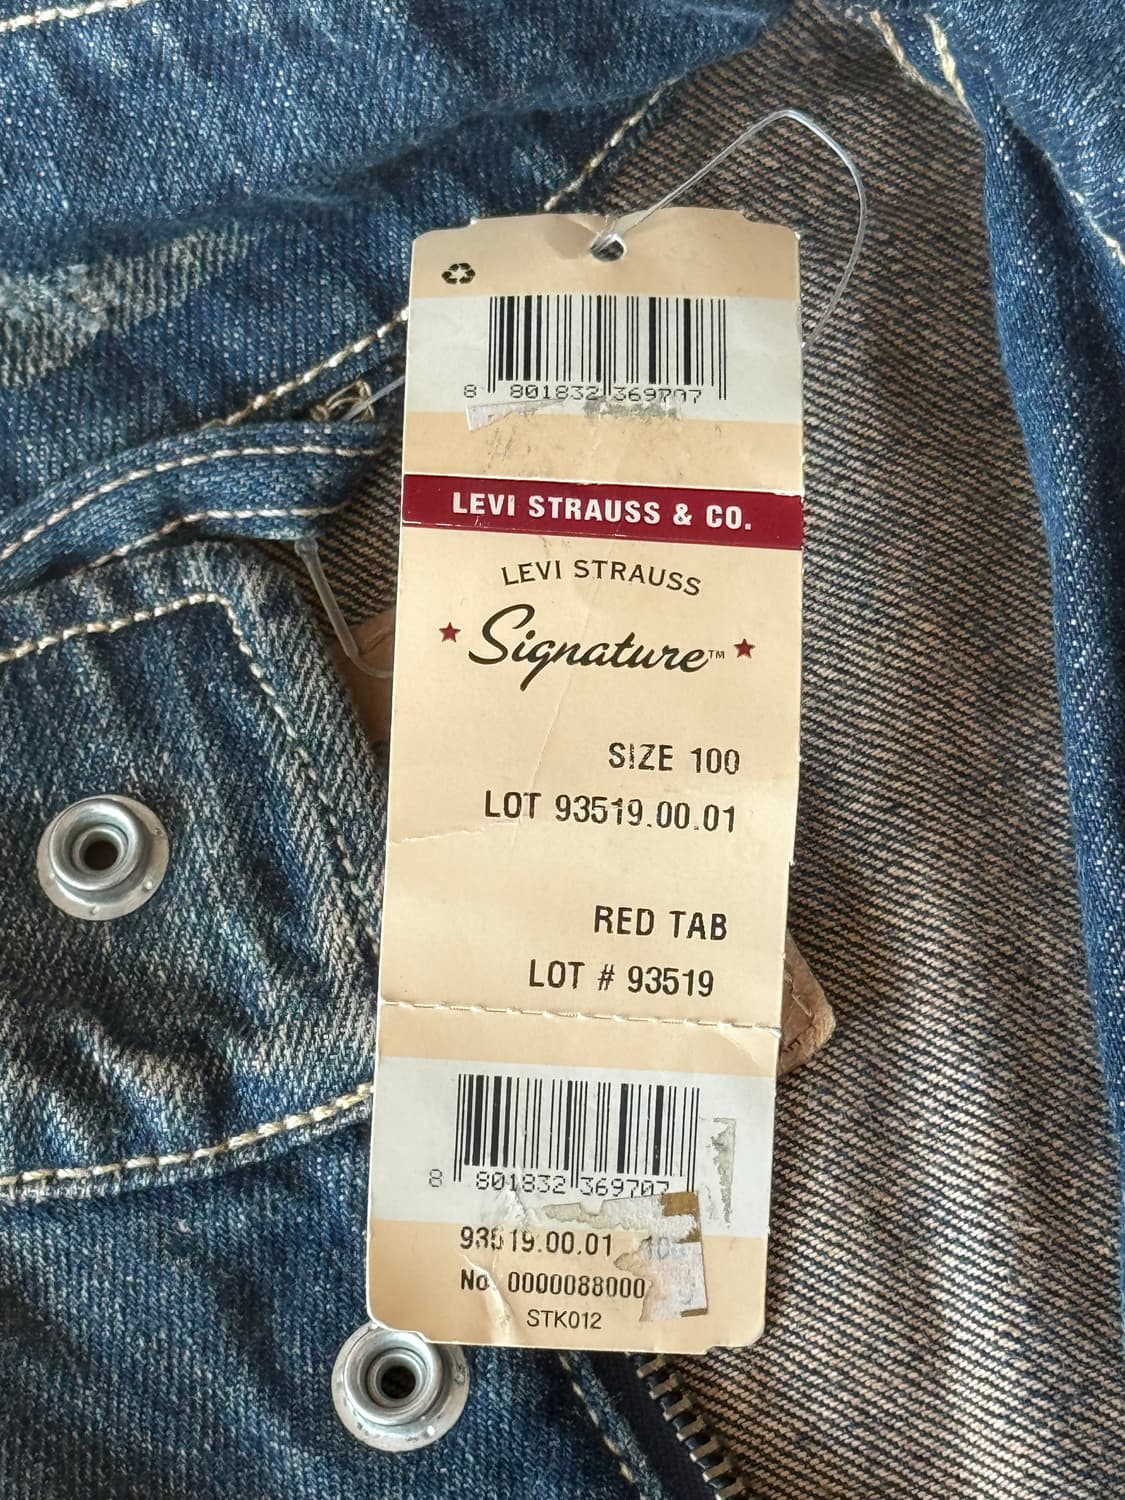 8 801832 369707
LEVI STRAUSS & CO.
LEVI STRAUSS
Signature™
SIZE 100
LOT 93519.00.01
RED TAB
LOT # 93519
8 801832 369707
93519.00.01
No. 0000088000
STK012